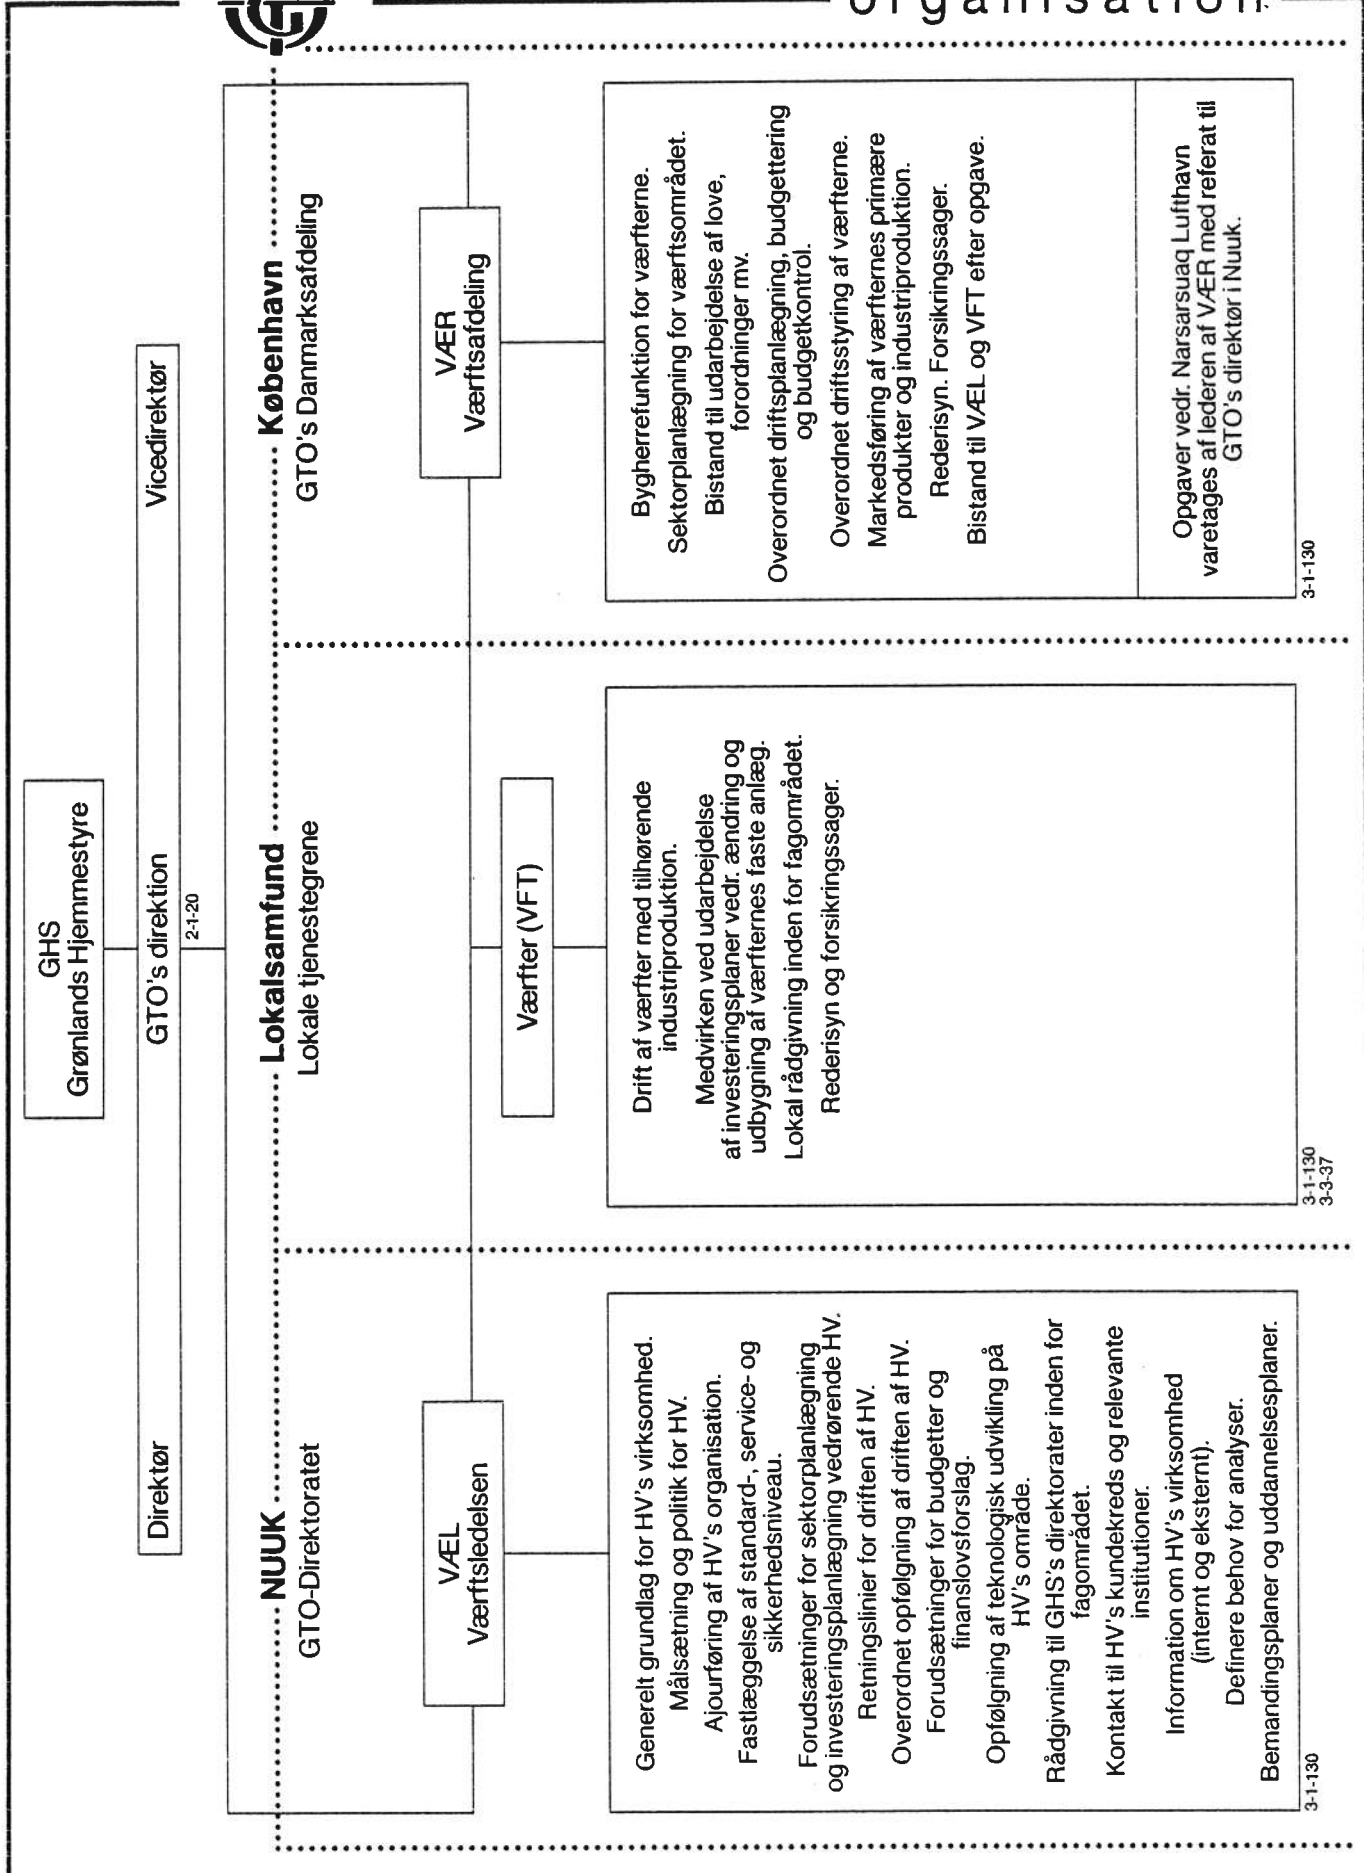 organisation
GHS
Grønlands Hjemmestyre
Direktør
GTO's direktion
Vicedirektør
2-1-20
NUUK
Lokalsamfund
København
GTO-Direktoratet
Lokale tjenestegrene
GTO's Danmarksafdeling
VÆL
Værftsledelsen
Værfter (VFT)
VÆR
Værftsafdeling
Generelt grundlag for HV's virksomhed.
Målsætning og politik for HV.
Ajourføring af HV's organisation.
Fastlæggelse af standard-, service- og
sikkerhedsniveau.
Forudsætninger for sektorplanlægning
og investeringsplanlægning vedrørende HV.
Retningslinier for driften af HV.
Overordnet opfølgning af driften af HV.
Forudsætninger for budgetter og
finanslovsforslag.
Opfølgning af teknologisk udvikling på
HV's område.
Rådgivning til GHS's direktorater inden for
fagområdet.
Kontakt til HV's kundekreds og relevante
institutioner.
Information om HV's virksomhed
(internt og eksternt).
Definere behov for analyser.
Bemandingsplaner og uddannelsesplaner.
3-1-130
Drift af værfter med tilhørende
industriproduktion.
Medvirken ved udarbejdelse
af investeringsplaner vedr. ændring og
udbygning af værfternes faste anlæg.
Lokal rådgivning inden for fagområdet.
Rederisyn og forsikringssager.
3-1-130
3-3-37
Bygherrefunktion for værfterne.
Sektorplanlægning for værftsområdet.
Bistand til udarbejdelse af love,
forordninger mv.
Overordnet driftsplanlægning, budgettering
og budgetkontrol.
Overordnet driftsstyring af værfterne.
Markedsføring af værfternes primære
produkter og industriproduktion.
Rederisyn. Forsikringssager.
Bistand til VÆL og VFT efter opgave.
Opgaver vedr. Narsarsuaq Lufthavn
varetages af lederen af VÆR med referat til
GTO's direktør i Nuuk.
3-1-130